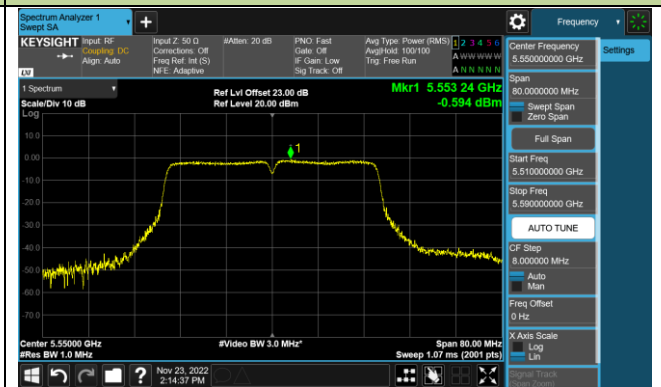 Spectrum Analyzer 1
Swept SA
+
Frequency
KEYSIGHT
Input: RF
Coupling: DC
Align: Auto
Input Z: 50 Ω
Corrections: Off
Freq Ref: Int (S)
NFE: Adaptive
#Atten: 20 dB
PNO: Fast
Gate: Off
IF Gain: Low
Sig Track: Off
Avg Type: Power (RMS)
Avg|Hold: 100/100
Trig: Free Run
1 2 3 4 5 6
A W W W W W
A N N N N N
LXI
1 Spectrum
Scale/Div 10 dB
Log
Ref Lvl Offset 23.00 dB
Ref Level 20.00 dBm
Mkr1 5.553 24 GHz
-0.594 dBm
1
10.0
0.00
-10.0
-20.0
-30.0
-40.0
-50.0
-60.0
-70.0
Center 5.55000 GHz
#Res BW 1.0 MHz
#Video BW 3.0 MHz*
Span 80.00 MHz
Sweep 1.07 ms (2001 pts)
Nov 23, 2022
2:14:37 PM
?
Center Frequency
5.550000000 GHz
Settings
Span
80.0000000 MHz
Swept Span
Zero Span
Full Span
Start Freq
5.510000000 GHz
Stop Freq
5.590000000 GHz
AUTO TUNE
CF Step
8.000000 MHz
Auto
Man
Freq Offset
0 Hz
X Axis Scale
Log
Lin
Signal Track
(Span Zoom)